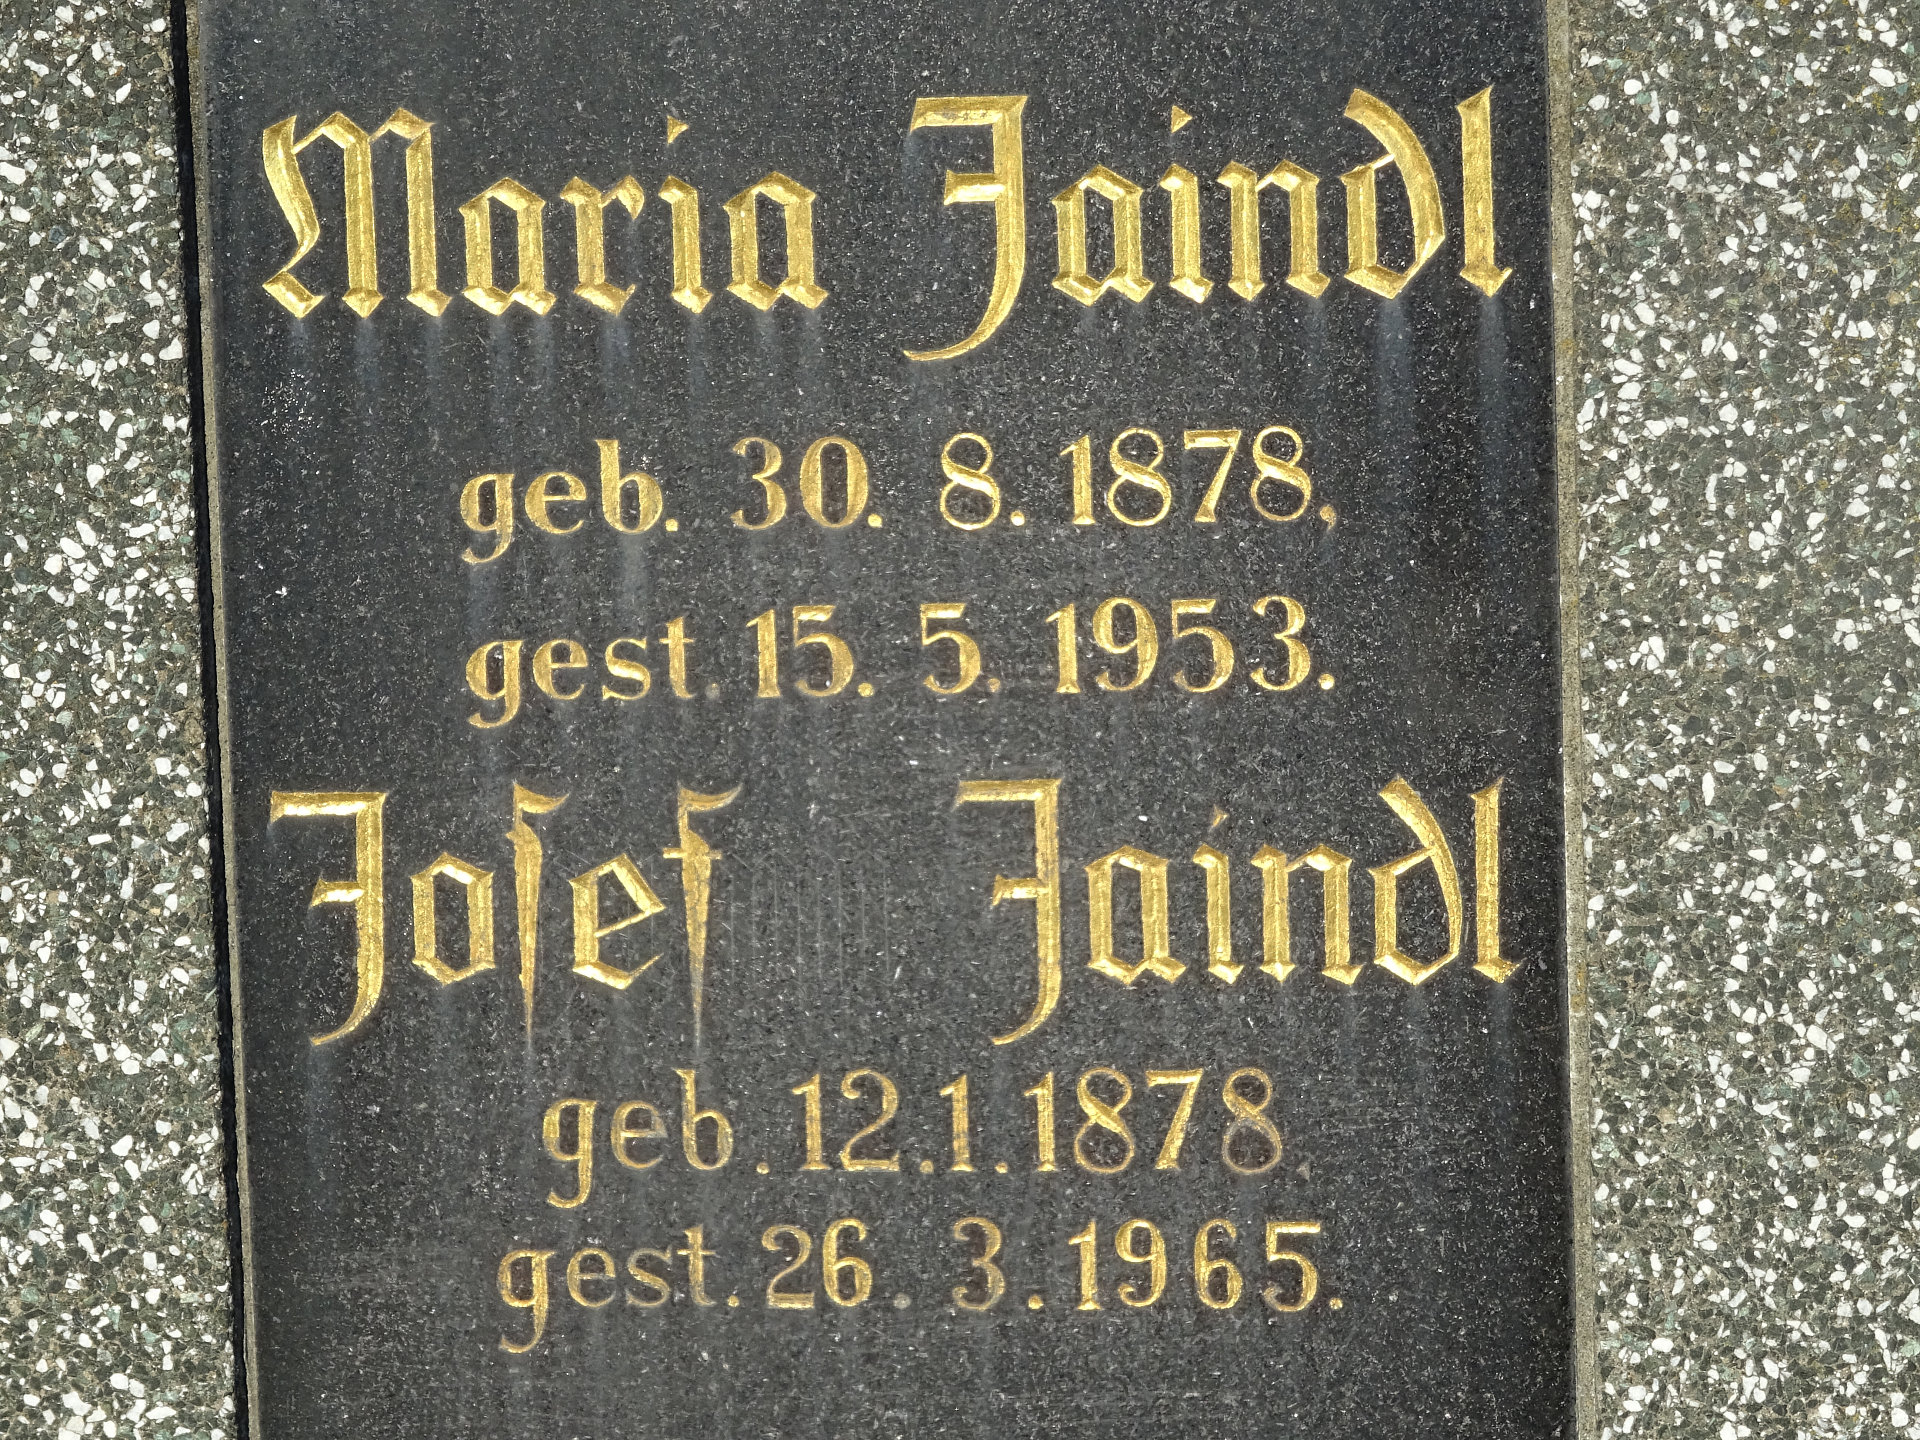 Maria Jaindl
geb. 30. 8. 1878,
gest. 15. 5. 1953.
Josef Jaindl
geb. 12.1.1878,
gest. 26. 3. 1965.